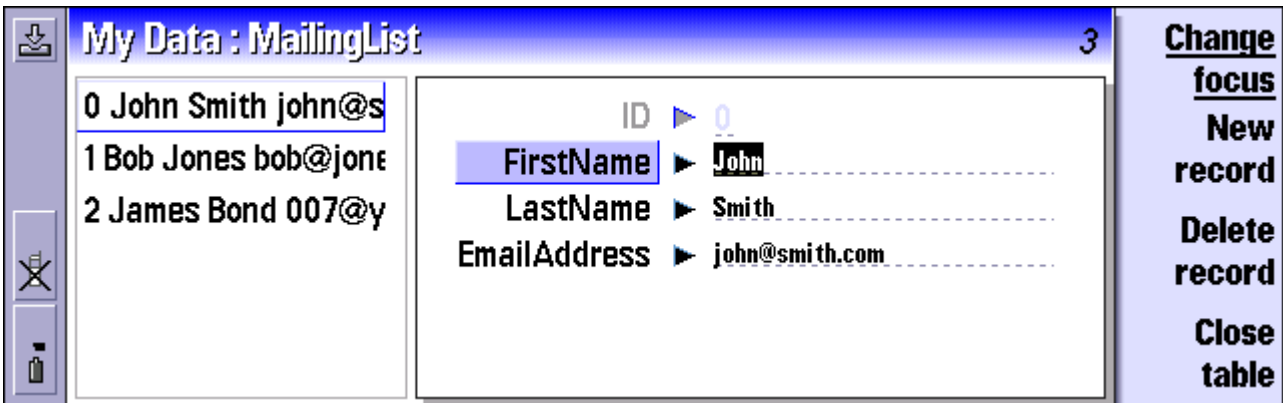 My Data : MailingList 3
0 John Smith john@s
1 Bob Jones bob@jone
2 James Bond 007@y
ID 0
FirstName John
LastName Smith
EmailAddress john@smith.com
Change
focus
New
record
Delete
record
Close
table